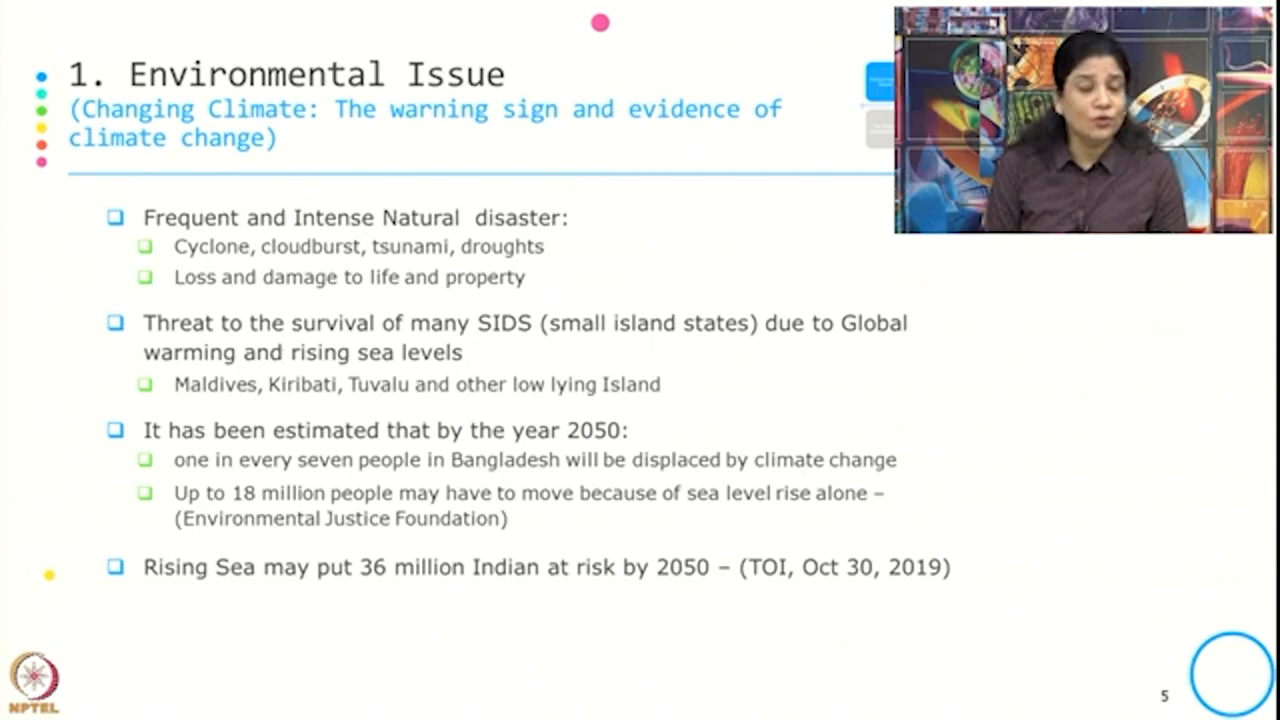 1. Environmental Issue
(Changing Climate: The warning sign and evidence of
climate change)
Frequent and Intense Natural disaster:
Cyclone, cloudburst, tsunami, droughts
Loss and damage to life and property
Threat to the survival of many SIDS (small island states) due to Global
warming and rising sea levels
Maldives, Kiribati, Tuvalu and other low lying Island
It has been estimated that by the year 2050:
one in every seven people in Bangladesh will be displaced by climate change
Up to 18 million people may have to move because of sea level rise alone –
(Environmental Justice Foundation)
Rising Sea may put 36 million Indian at risk by 2050 – (TOI, Oct 30, 2019)
NPTEL
5